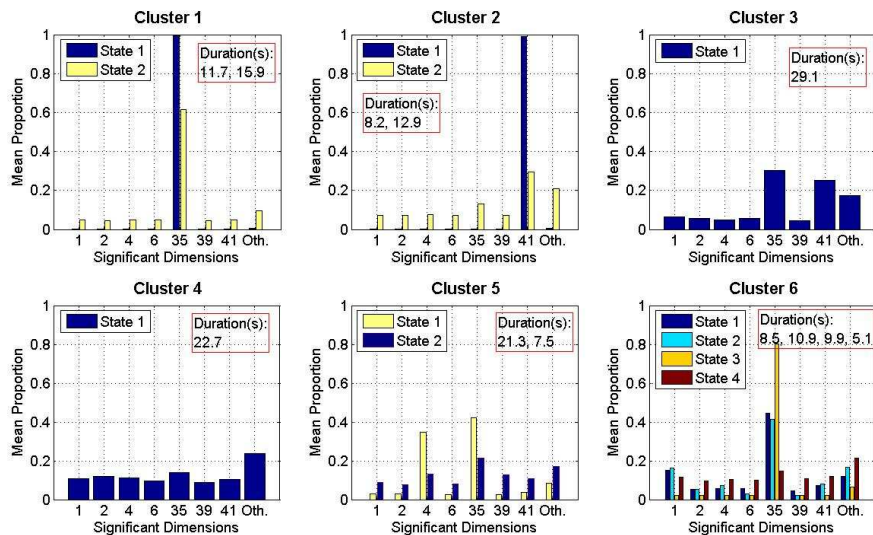 Cluster 1
Mean Proportion
1
0.8
0.6
0.4
0.2
0
State 1
State 2
Duration(s):
11.7, 15.9
1 2 4 6 35 39 41 Oth.
Significant Dimensions
Cluster 2
Mean Proportion
1
0.8
0.6
0.4
0.2
0
State 1
State 2
Duration(s):
8.2, 12.9
1 2 4 6 35 39 41 Oth.
Significant Dimensions
Cluster 3
Mean Proportion
1
0.8
0.6
0.4
0.2
0
State 1
Duration(s):
29.1
1 2 4 6 35 39 41 Oth.
Significant Dimensions
Cluster 4
Mean Proportion
1
0.8
0.6
0.4
0.2
0
State 1
Duration(s):
22.7
1 2 4 6 35 39 41 Oth.
Significant Dimensions
Cluster 5
Mean Proportion
1
0.8
0.6
0.4
0.2
0
State 1
State 2
Duration(s):
21.3, 7.5
1 2 4 6 35 39 41 Oth.
Significant Dimensions
Cluster 6
Mean Proportion
1
0.8
0.6
0.4
0.2
0
State 1
State 2
State 3
State 4
Duration(s):
8.5, 10.9, 9.9, 5.1
1 2 4 6 35 39 41 Oth.
Significant Dimensions